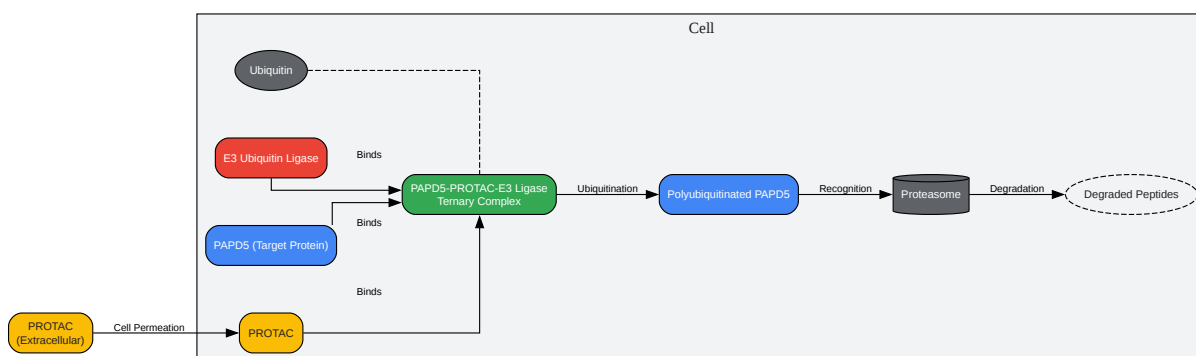 Cell
Ubiquitin
E3 Ubiquitin Ligase
Binds
PAPD5-PROTAC-E3 Ligase
Ternary Complex
Ubiquitination
Polyubiquitinated PAPD5
Recognition
Proteasome
Degradation
Degraded Peptides
Binds
PAPD5 (Target Protein)
Binds
PROTAC
(Extracellular)
Cell Permeation
PROTAC